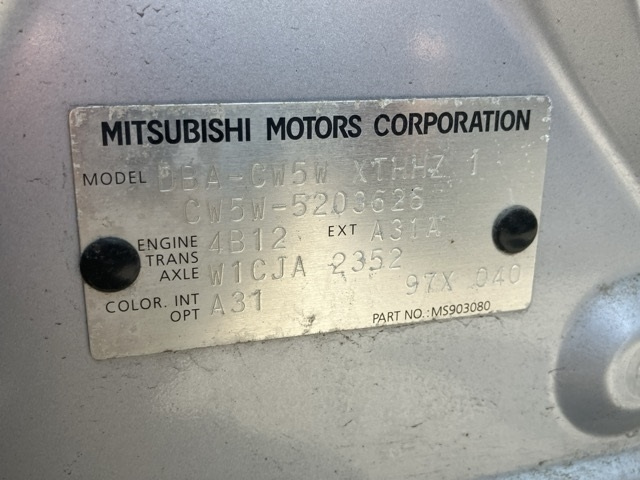 MITSUBISHI MOTORS CORPORATION
MODEL DBA-CW5W XTHHZ 1
CW5W-5203626
ENGINE 4B12 EXT A31A
TRANS
AXLE W1CJA 2352
COLOR. INT A31 97X 040
OPT
PART NO.:MS903080